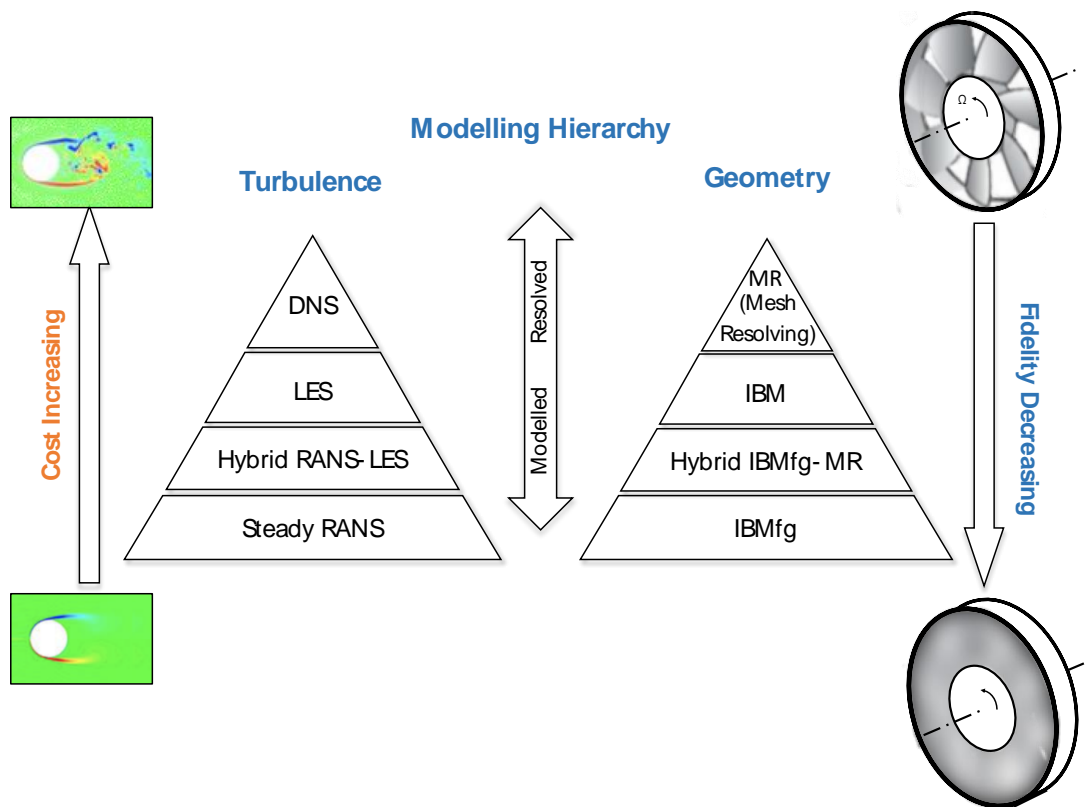 Modelling Hierarchy
Turbulence
Geometry
Ω
DNS
LES
Hybrid RANS-LES
Steady RANS
Cost Increasing
Resolved
Modelled
MR
(Mesh
Resolving)
IBM
Hybrid IBMfg-MR
IBMfg
Fidelity Decreasing